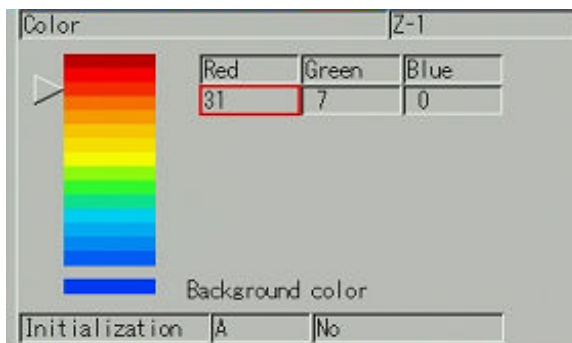 Color Z-1
Red Green Blue
31 7 0
Background color
Initialization A No